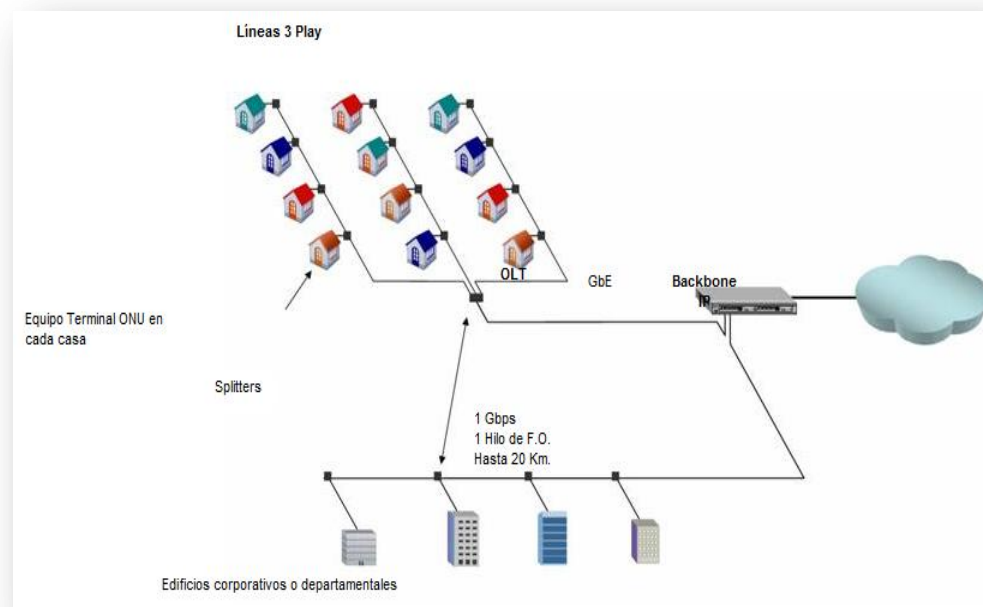 Líneas 3 Play
OLT
GbE
Backbone
IP
Equipo Terminal ONU en
cada casa
Splitters
1 Gbps
1 Hilo de F.O.
Hasta 20 Km.
Edificios corporativos o departamentales